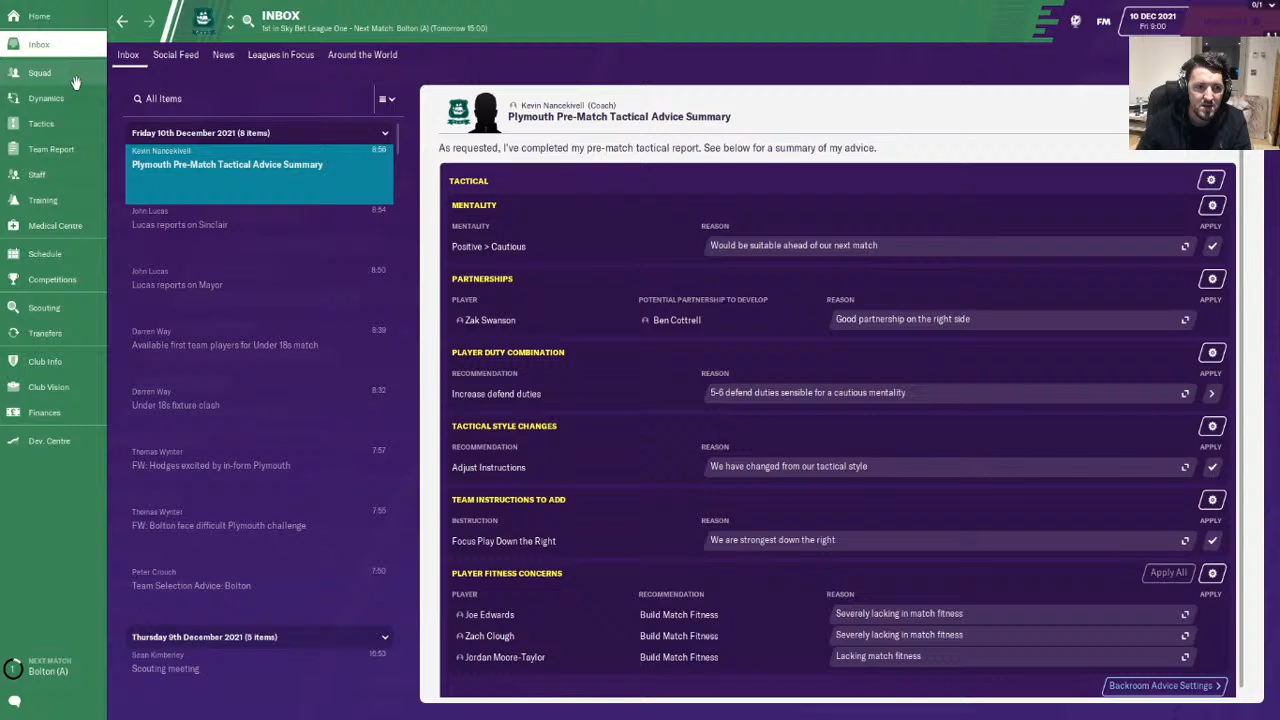 Home
Inbox
Squad
Dynamics
Tactics
Team Report
Staff
Training
Medical Centre
Schedule
Competitions
Scouting
Transfers
Club Info
Club Vision
Finances
Dev. Centre
1
NEXT MATCH
Bolton (A)
INBOX
1st in Sky Bet League One - Next Match: Bolton (A) (Tomorrow 15:00)
FM
10 DEC 2021
Fri 9:00
0/1
Inbox
Social Feed
News
Leagues in Focus
Around the World
All Items
Friday 10th December 2021 (8 items)
Kevin Nancekivell 8:56
Plymouth Pre-Match Tactical Advice Summary
John Lucas 8:54
Lucas reports on Sinclair
John Lucas 8:50
Lucas reports on Mayor
Darren Way 8:39
Available first team players for Under 18s match
Darren Way 8:32
Under 18s fixture clash
Thomas Wynter 7:57
FW: Hodges excited by in-form Plymouth
Thomas Wynter 7:55
FW: Bolton face difficult Plymouth challenge
Peter Crouch 7:50
Team Selection Advice: Bolton
Thursday 9th December 2021 (5 items)
Sean Kimberley 16:53
Scouting meeting
Kevin Nancekivell (Coach)
Plymouth Pre-Match Tactical Advice Summary
As requested, I've completed my pre-match tactical report. See below for a summary of my advice.
TACTICAL
MENTALITY
MENTALITY REASON APPLY
Positive > Cautious Would be suitable ahead of our next match
PARTNERSHIPS
PLAYER POTENTIAL PARTNERSHIP TO DEVELOP REASON APPLY
Zak Swanson Ben Cottrell Good partnership on the right side
PLAYER DUTY COMBINATION
RECOMMENDATION REASON APPLY
Increase defend duties 5-6 defend duties sensible for a cautious mentality
TACTICAL STYLE CHANGES
RECOMMENDATION REASON APPLY
Adjust Instructions We have changed from our tactical style
TEAM INSTRUCTIONS TO ADD
INSTRUCTION REASON APPLY
Focus Play Down the Right We are strongest down the right
PLAYER FITNESS CONCERNS Apply All
PLAYER RECOMMENDATION REASON APPLY
Joe Edwards Build Match Fitness Severely lacking in match fitness
Zach Clough Build Match Fitness Severely lacking in match fitness
Jordan Moore-Taylor Build Match Fitness Lacking match fitness
Backroom Advice Settings >